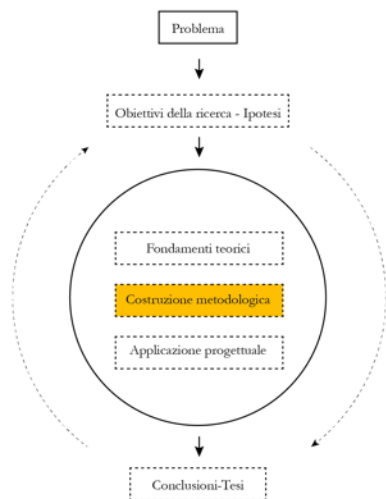 Problema
Obiettivi della ricerca - Ipotesi
Fondamenti teorici
Costruzione metodologica
Applicazione progettuale
Conclusioni-Tesi